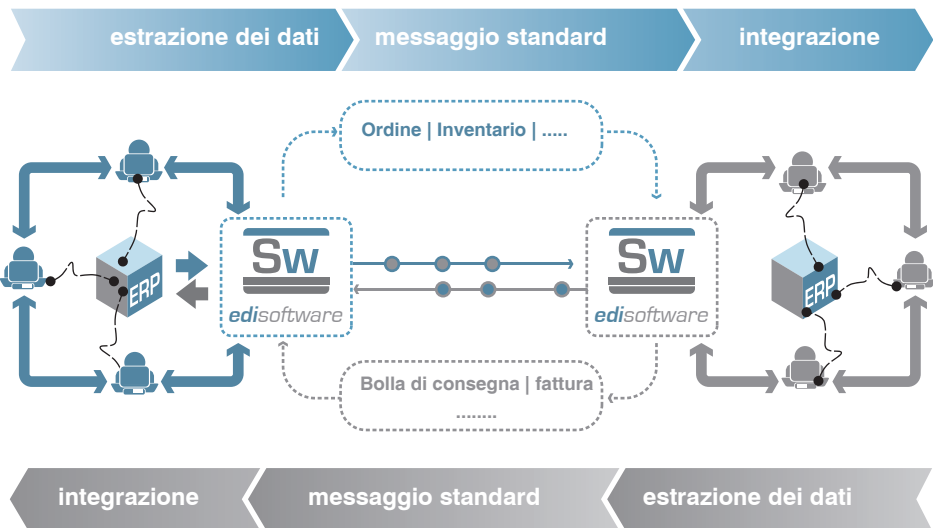 estrazione dei dati
messaggio standard
integrazione
Ordine | Inventario | .....
ERP
Sw
edisoftware
Sw
edisoftware
ERP
Bolla di consegna | fattura
........
integrazione
messaggio standard
estrazione dei dati